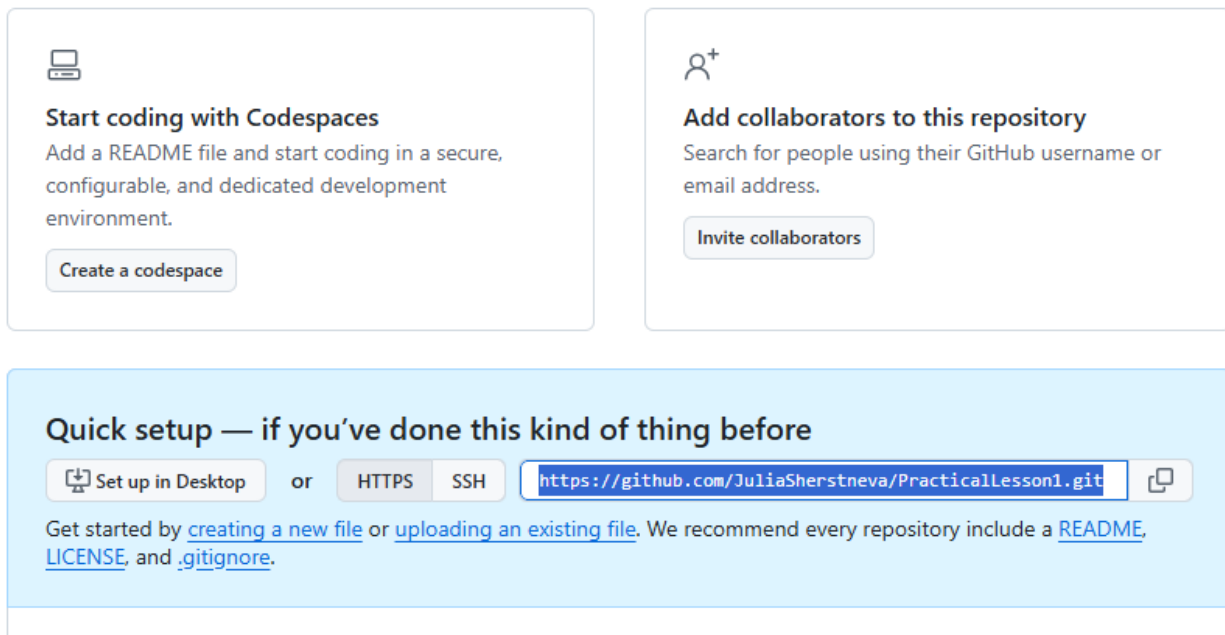 Start coding with Codespaces
Add a README file and start coding in a secure,
configurable, and dedicated development
environment.
Create a codespace
Add collaborators to this repository
Search for people using their GitHub username or
email address.
Invite collaborators
Quick setup — if you’ve done this kind of thing before
Set up in Desktop or HTTPS SSH https://github.com/JuliaSherstneva/PracticalLesson1.git
Get started by creating a new file or uploading an existing file. We recommend every repository include a README,
LICENSE, and .gitignore.